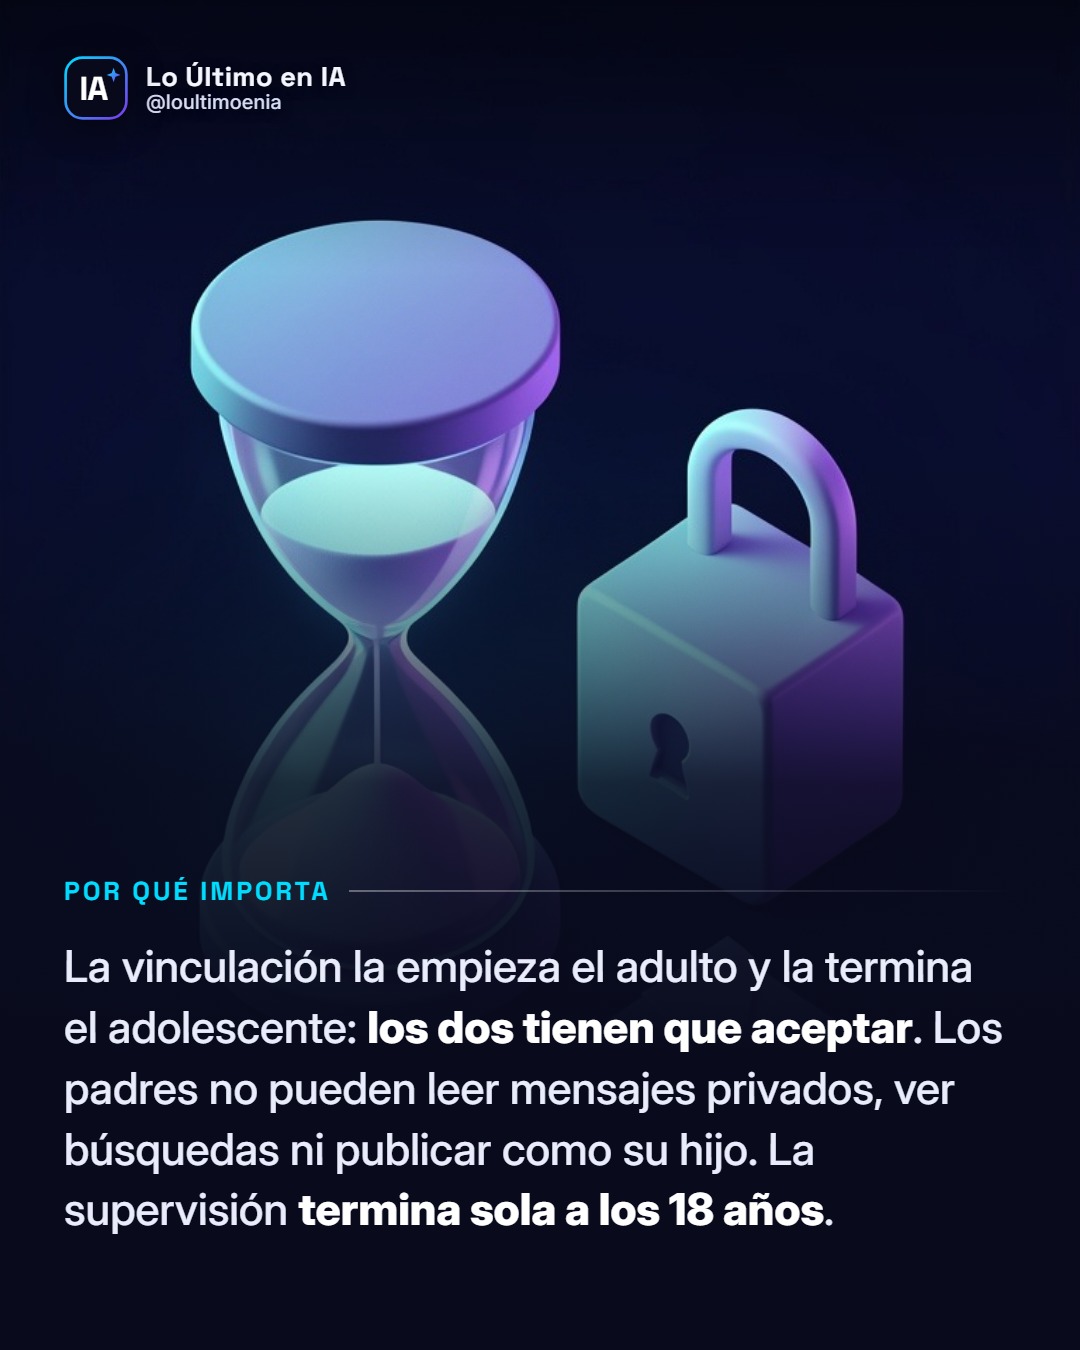 IA
Lo Último en IA
@loultimoenia
POR QUÉ IMPORTA
La vinculación la empieza el adulto y la termina
el adolescente: los dos tienen que aceptar. Los
padres no pueden leer mensajes privados, ver
búsquedas ni publicar como su hijo. La
supervisión termina sola a los 18 años.